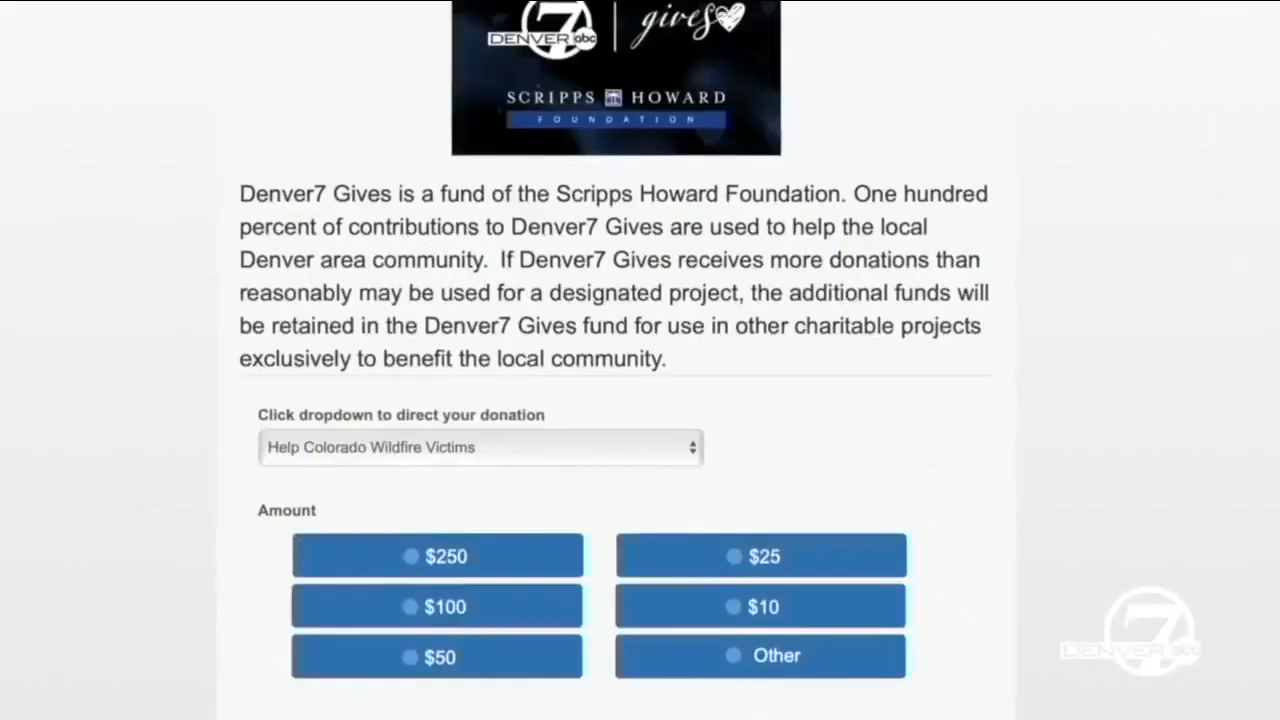 7 gives
DENVER abc
SCRIPPS HOWARD
FOUNDATION
Denver7 Gives is a fund of the Scripps Howard Foundation. One hundred
percent of contributions to Denver7 Gives are used to help the local
Denver area community. If Denver7 Gives receives more donations than
reasonably may be used for a designated project, the additional funds will
be retained in the Denver7 Gives fund for use in other charitable projects
exclusively to benefit the local community.
Click dropdown to direct your donation
Help Colorado Wildfire Victims
Amount
$250 $25
$100 $10
$50 Other
7
DENVER abc